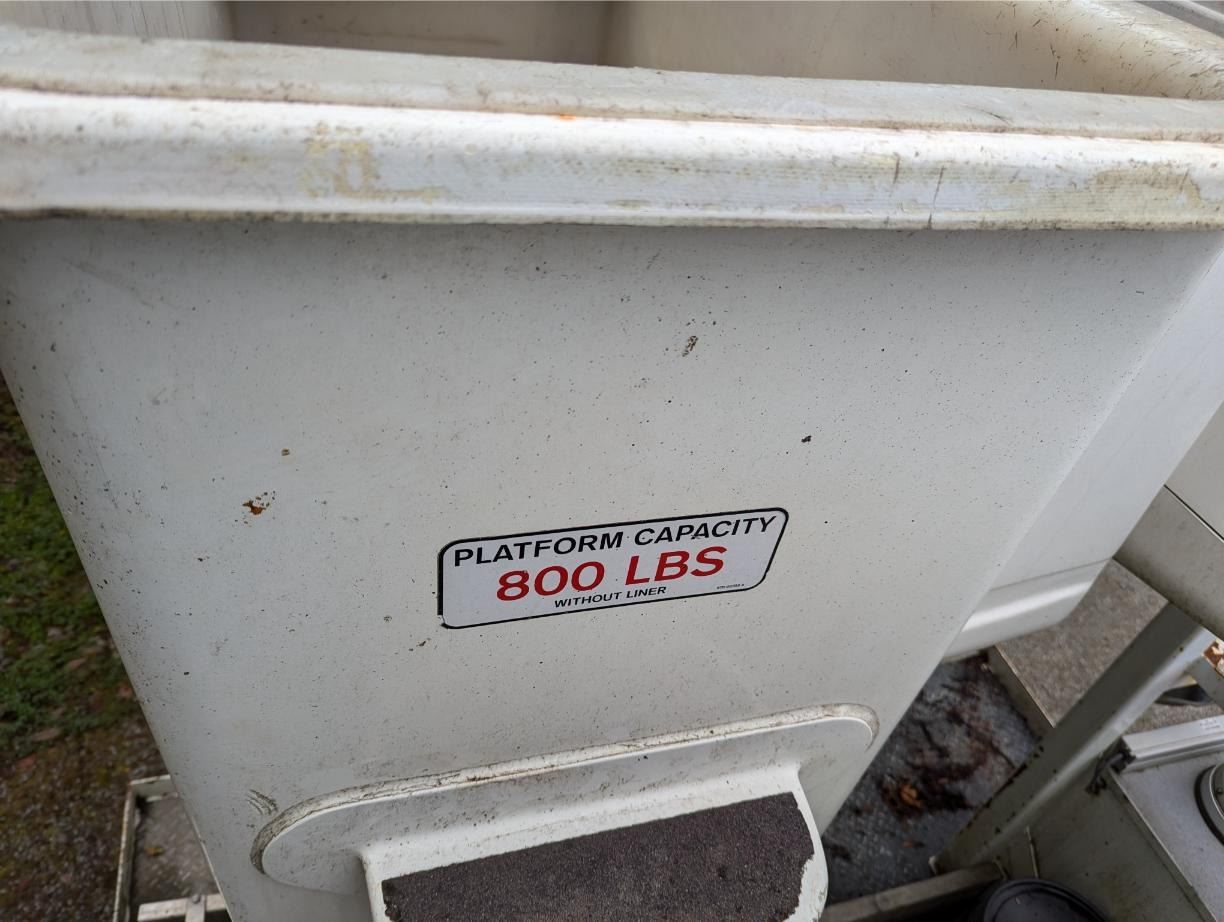 PLATFORM CAPACITY
800 LBS
WITHOUT LINER